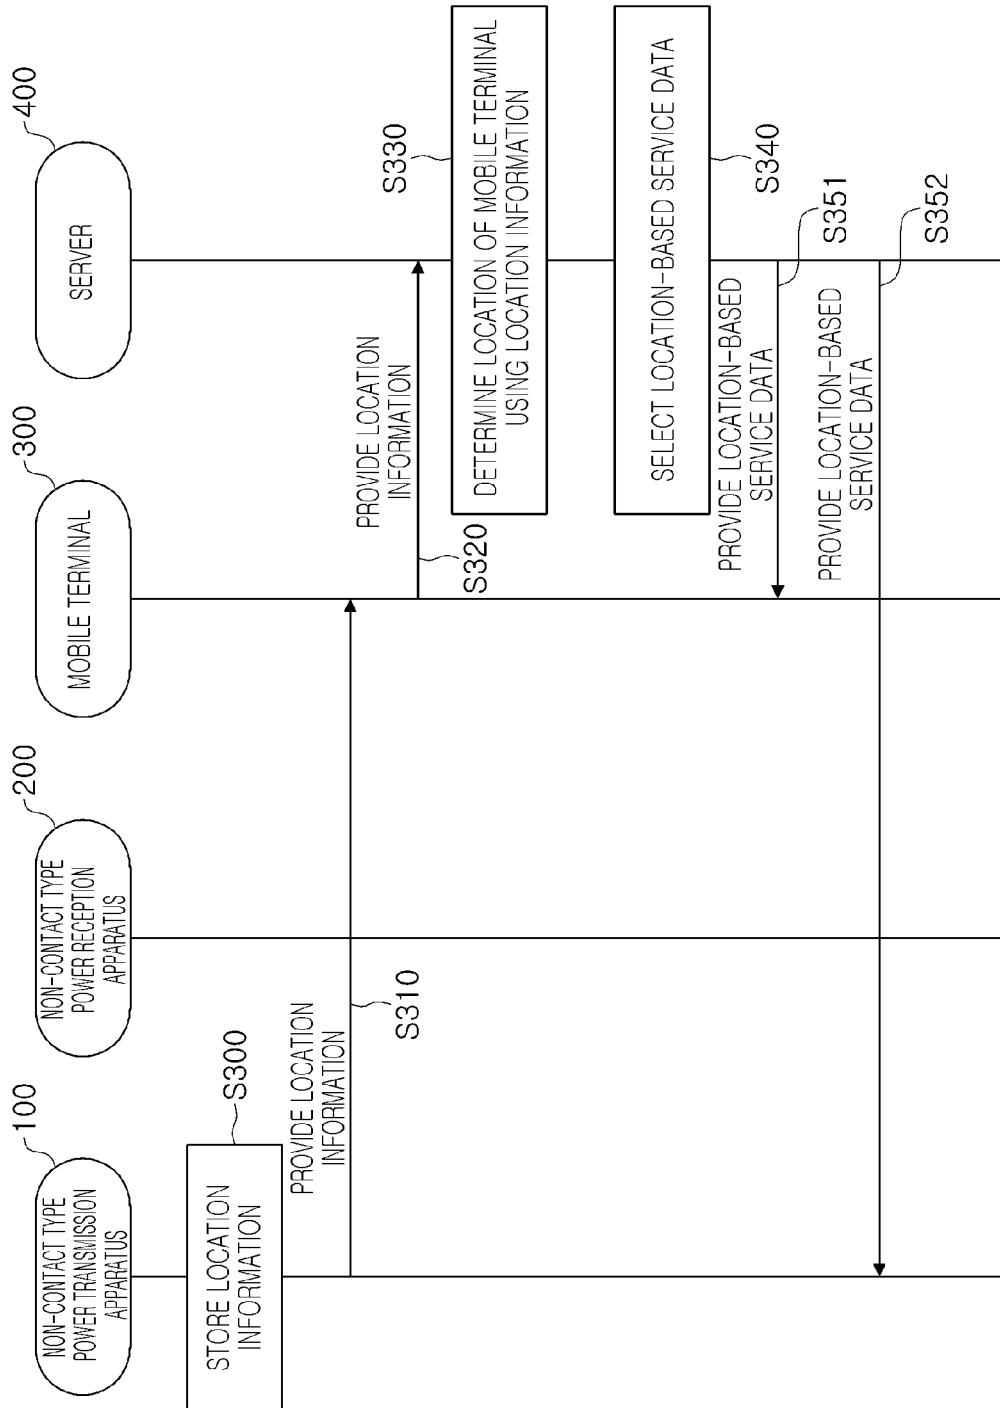 100
NON-CONTACT TYPE
POWER TRANSMISSION
APPARATUS
200
NON-CONTACT TYPE
POWER RECEPTION
APPARATUS
300
MOBILE TERMINAL
400
SERVER
STORE LOCATION
INFORMATION
S300
PROVIDE LOCATION
INFORMATION
S310
PROVIDE LOCATION
INFORMATION
S320
S330
DETERMINE LOCATION OF MOBILE TERMINAL
USING LOCATION INFORMATION
SELECT LOCATION-BASED SERVICE DATA
S340
PROVIDE LOCATION-BASED
SERVICE DATA
S351
PROVIDE LOCATION-BASED
SERVICE DATA
S352